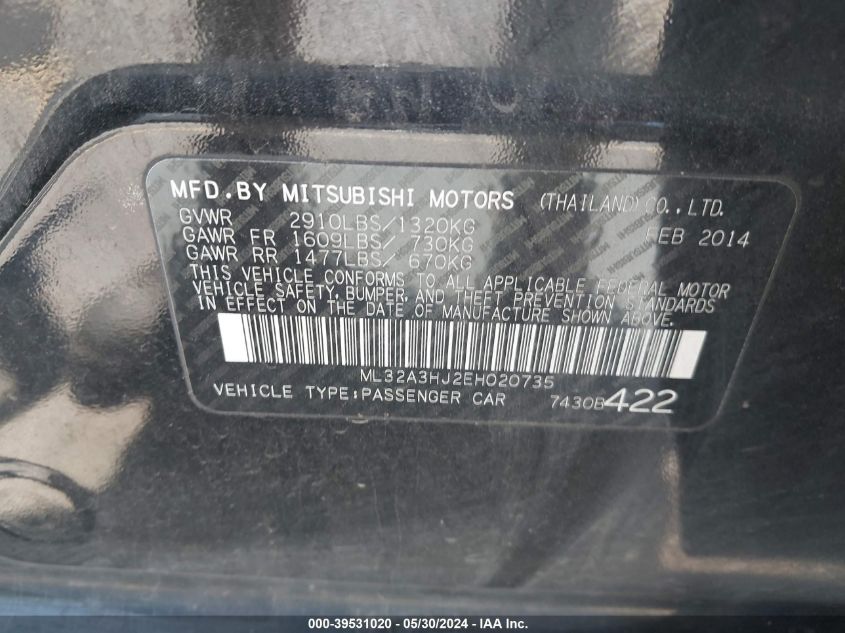 MFD.BY MITSUBISHI MOTORS (THAILAND)CO.,LTD.
GVWR 2910LBS/1320KG FEB 2014
GAWR FR 1609LBS/ 730KG
GAWR RR 1477LBS/ 670KG
THIS VEHICLE CONFORMS TO ALL APPLICABLE FEDERAL MOTOR
VEHICLE SAFETY, BUMPER, AND THEFT PREVENTION STANDARDS
IN EFFECT ON THE DATE OF MANUFACTURE SHOWN ABOVE.
ML32A3HJ2EH020735
VEHICLE TYPE:PASSENGER CAR 7430B422
000-39531020 / 05/30/2024 — IAA Inc.